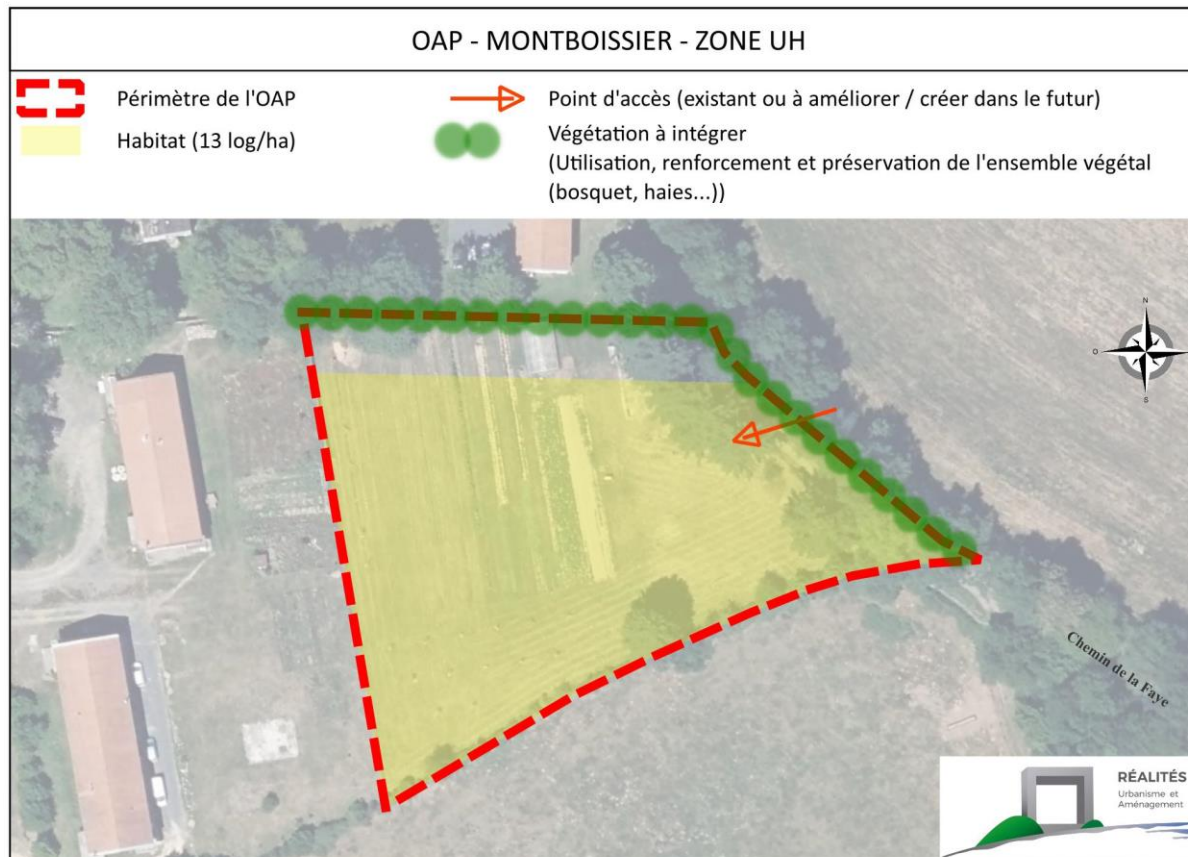 OAP - MONTBOISSIER - ZONE UH
Périmètre de l'OAP
Habitat (13 log/ha)
Point d'accès (existant ou à améliorer / créer dans le futur)
Végétation à intégrer
(Utilisation, renforcement et préservation de l'ensemble végétal
(bosquet, haies...))
N
O
E
S
Chemin de la Faye
RÉALITÉS
Urbanisme et
Aménagement